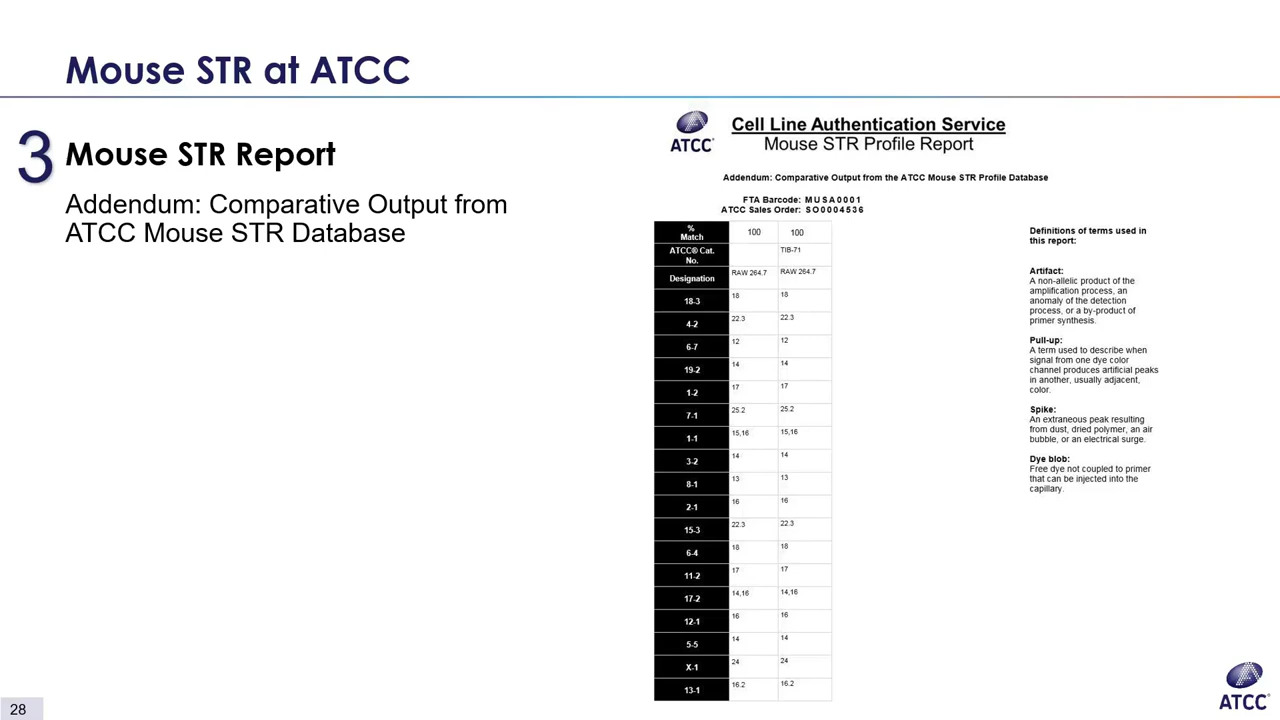 Mouse STR at ATCC
3
Mouse STR Report
Addendum: Comparative Output from
ATCC Mouse STR Database
ATCC®
Cell Line Authentication Service
Mouse STR Profile Report
Addendum: Comparative Output from the ATCC Mouse STR Profile Database
FTA Barcode: MUSA0001
ATCC Sales Order: SO0004536
% Match 100 100
ATCC® Cat. No. TIB-71
Designation RAW 264.7 RAW 264.7
18-3 18 18
4-2 22.3 22.3
6-7 12 12
19-2 14 14
1-2 17 17
7-1 25.2 25.2
1-1 15,16 15,16
3-2 14 14
8-1 13 13
2-1 16 16
15-3 22.3 22.3
6-4 18 18
11-2 17 17
17-2 14,16 14,16
12-1 16 16
5-5 14 14
X-1 24 24
13-1 16.2 16.2
Definitions of terms used in
this report:
Artifact:
A non-allelic product of the
amplification process, an
anomaly of the detection
process, or a by-product of
primer synthesis.
Pull-up:
A term used to describe when
signal from one dye color
channel produces artificial peaks
in another, usually adjacent,
color.
Spike:
An extraneous peak resulting
from dust, dried polymer, an air
bubble, or an electrical surge.
Dye blob:
Free dye not coupled to primer
that can be injected into the
capillary.
28
ATCC®